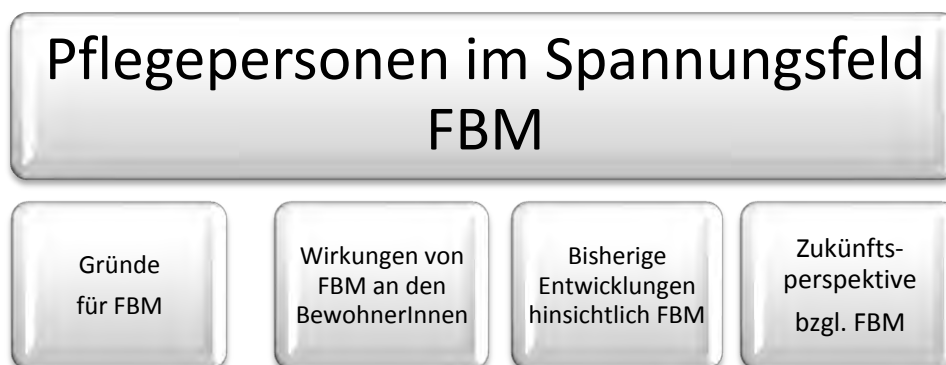 Pflegepersonen im Spannungsfeld
FBM
Gründe
für FBM
Wirkungen von
FBM an den
BewohnerInnen
Bisherige
Entwicklungen
hinsichtlich FBM
Zukünfts-
perspektive
bzgl. FBM